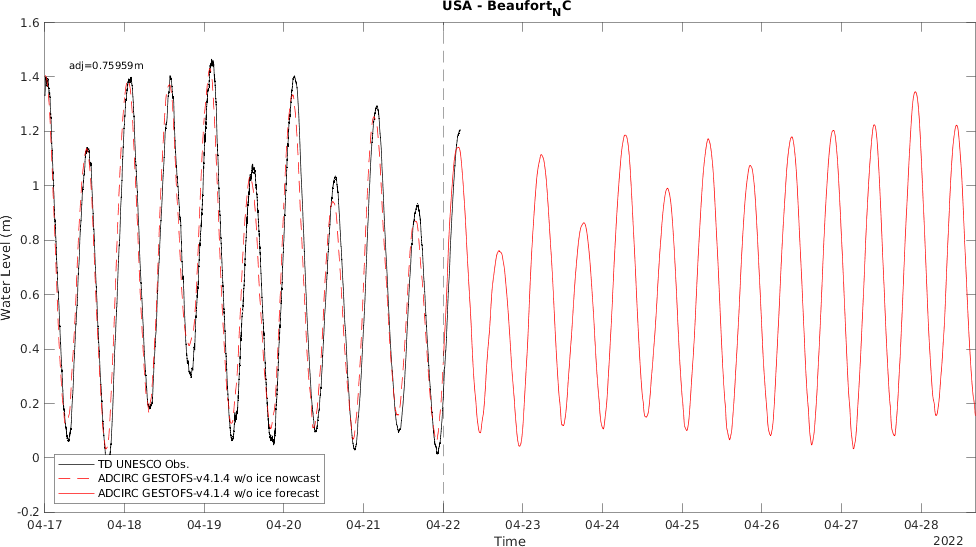 USA - Beaufort_NC
1.6
1.4
1.2
1
0.8
0.6
0.4
0.2
0
-0.2
Water Level (m)
adj=0.75959m
TD UNESCO Obs.
ADCIRC GESTOFS-v4.1.4 w/o ice nowcast
ADCIRC GESTOFS-v4.1.4 w/o ice forecast
04-17 04-18 04-19 04-20 04-21 04-22 04-23 04-24 04-25 04-26 04-27 04-28
Time
2022